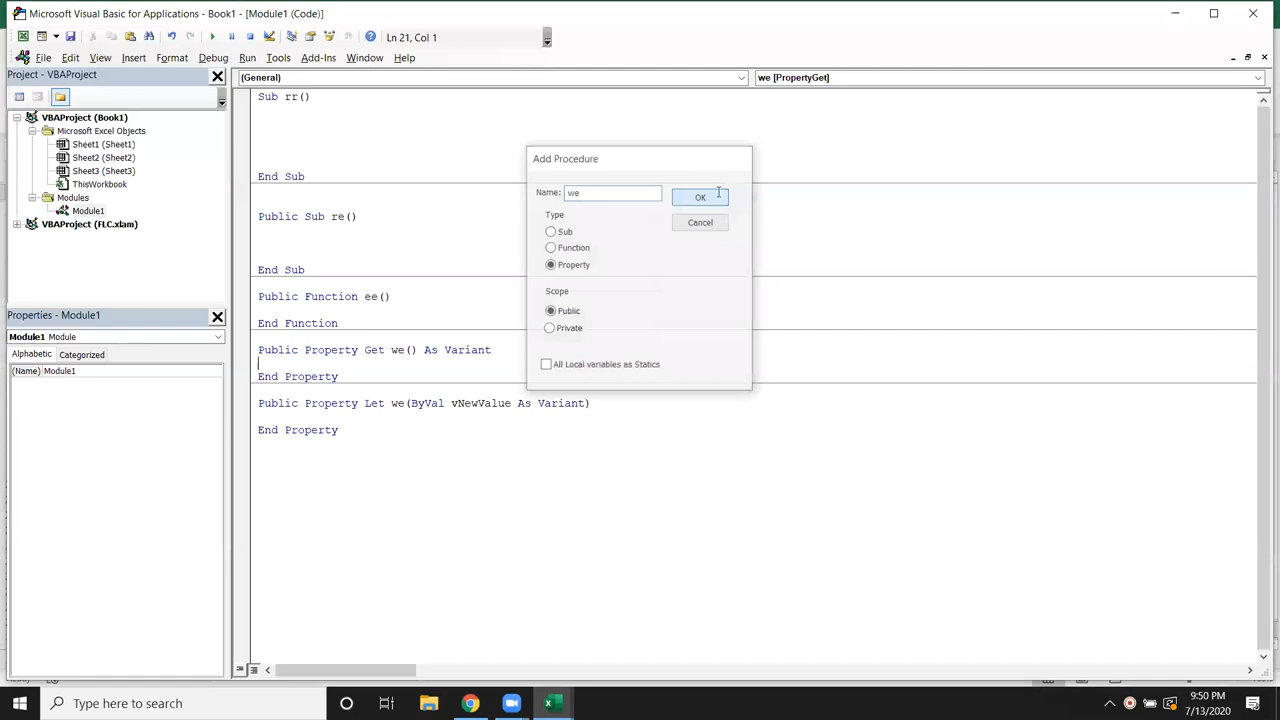 Microsoft Visual Basic for Applications - Book1 - [Module1 (Code)]
Ln 21, Col 1
File Edit View Insert Format Debug Run Tools Add-Ins Window Help
Project - VBAProject
(General)
we [PropertyGet]
VBAProject (Book1)
Microsoft Excel Objects
Sheet1 (Sheet1)
Sheet2 (Sheet2)
Sheet3 (Sheet3)
ThisWorkbook
Modules
Module1
VBAProject (FLC.xlam)
Properties - Module1
Module1 Module
Alphabetic Categorized
(Name) Module1
Sub rr()
End Sub
Public Sub re()
End Sub
Public Function ee()
End Function
Public Property Get we() As Variant
End Property
Public Property Let we(ByVal vNewValue As Variant)
End Property
Add Procedure
Name: we
OK
Cancel
Type
Sub
Function
Property
Scope
Public
Private
All Local variables as Statics
Type here to search
9:50 PM
7/13/2020